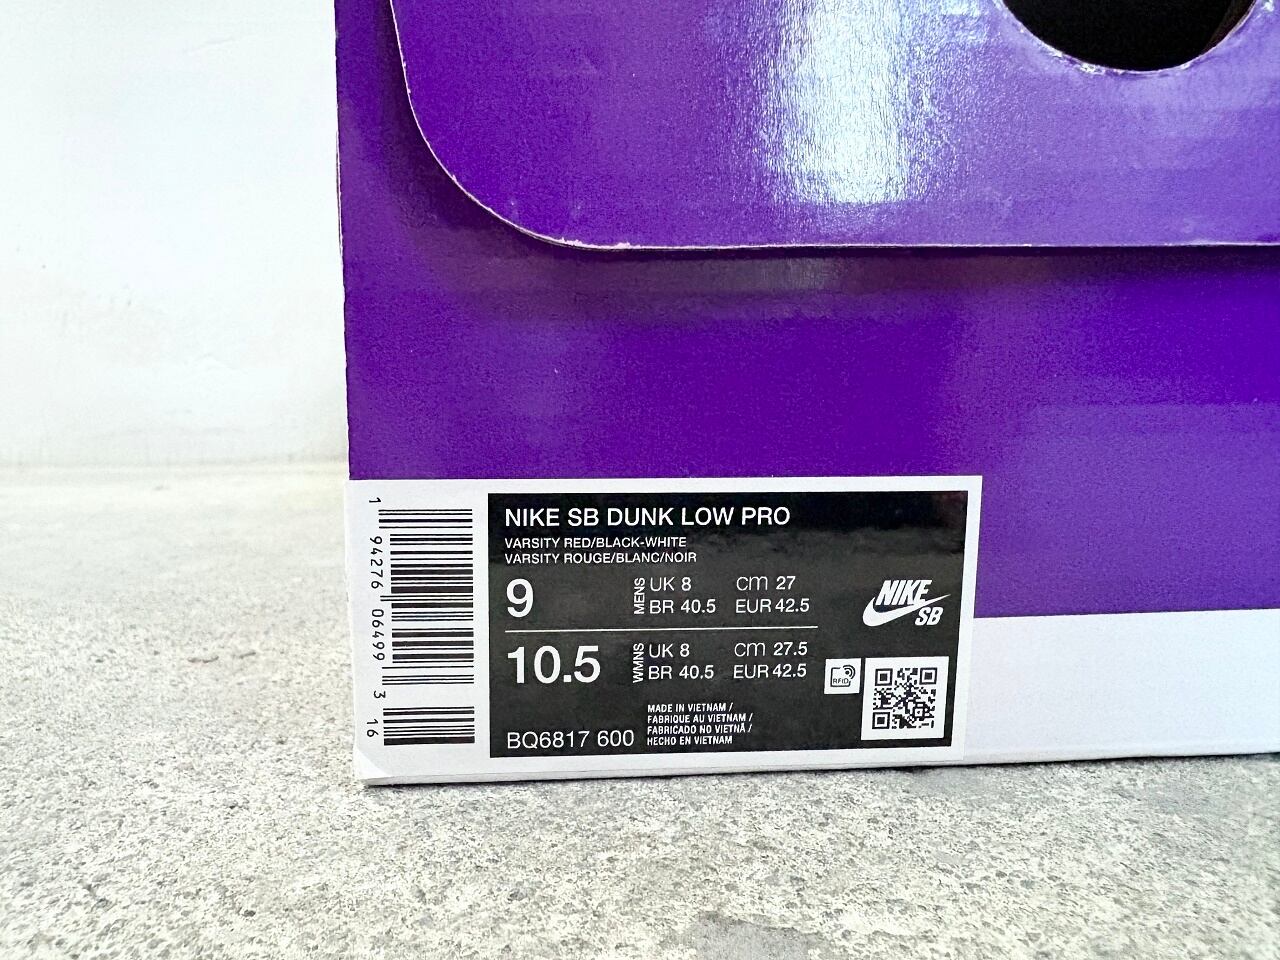 1 94276 06499 3 16
NIKE SB DUNK LOW PRO
VARSITY RED/BLACK-WHITE
VARSITY ROUGE/BLANC/NOIR
9
MENS
UK 8 cm 27
BR 40.5 EUR 42.5
10.5
WMNS
UK 8 cm 27.5
BR 40.5 EUR 42.5
NIKE
SB
RFID
BQ6817 600
MADE IN VIETNAM /
FABRIQUE AU VIETNAM /
FABRICADO NO VIETNÃ /
HECHO EN VIETNAM